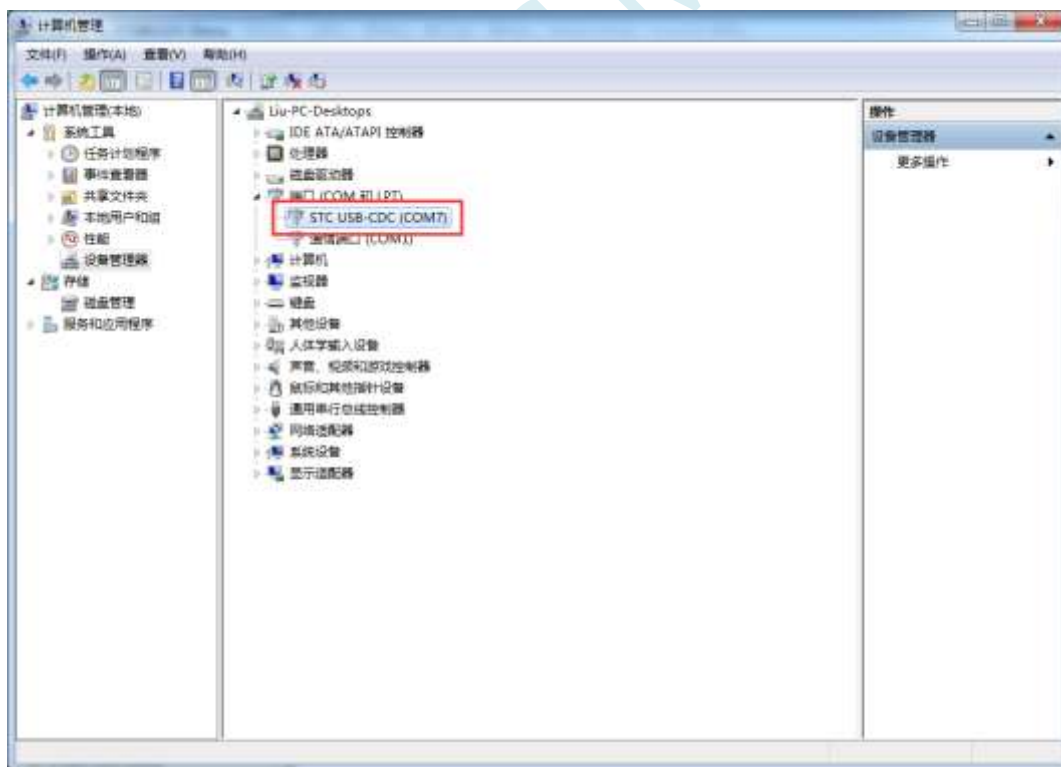 计算机管理
文件(F) 操作(A) 查看(V) 帮助(H)
计算机管理(本地)
系统工具
任务计划程序
事件查看器
共享文件夹
本地用户和组
性能
设备管理器
存储
磁盘管理
服务和应用程序
Liu-PC-Desktops
IDE ATA/ATAPI 控制器
处理器
磁盘驱动器
端口 (COM 和 LPT)
STC USB-CDC (COM7)
通信端口 (COM1)
计算机
监视器
键盘
其他设备
人体学输入设备
声音、视频和游戏控制器
鼠标和其他指针设备
通用串行总线控制器
网络适配器
系统设备
显示适配器
操作
设备管理器
更多操作